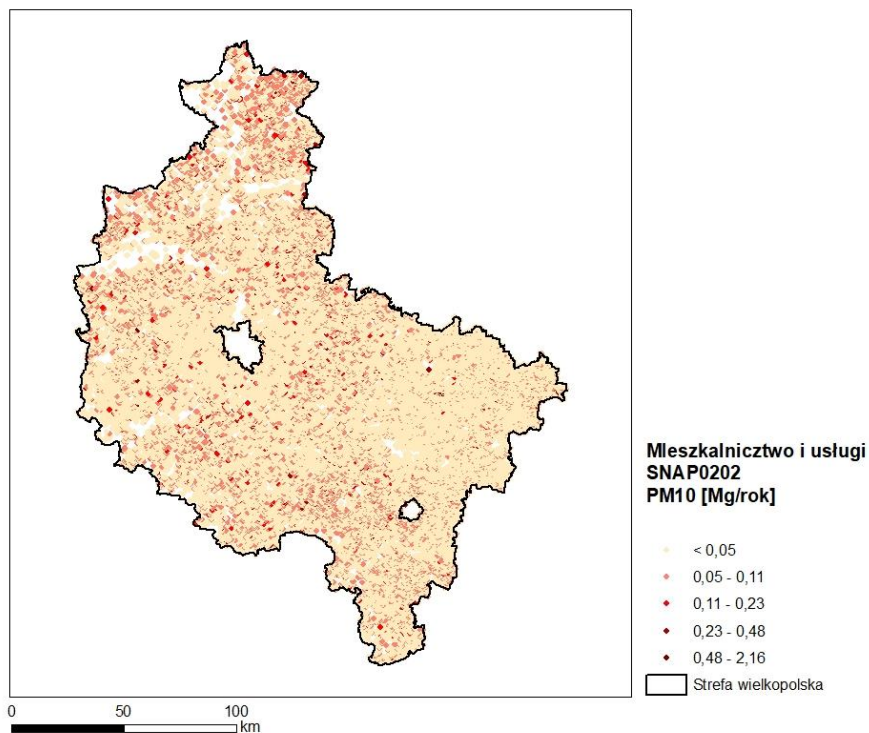 Mieszkalnictwo i usługi
SNAP0202
PM10 [Mg/rok]
< 0,05
0,05 - 0,11
0,11 - 0,23
0,23 - 0,48
0,48 - 2,16
Strefa wielkopolska
0 50 100
km